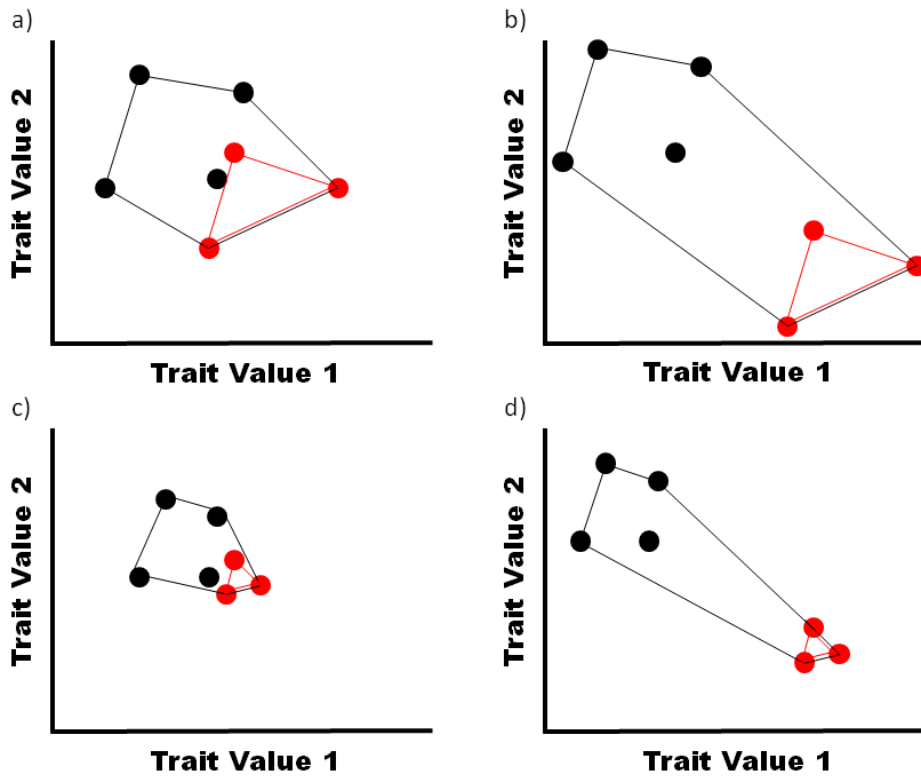 a)
b)
Trait Value 2
Trait Value 2
Trait Value 1
Trait Value 1
c)
d)
Trait Value 2
Trait Value 2
Trait Value 1
Trait Value 1